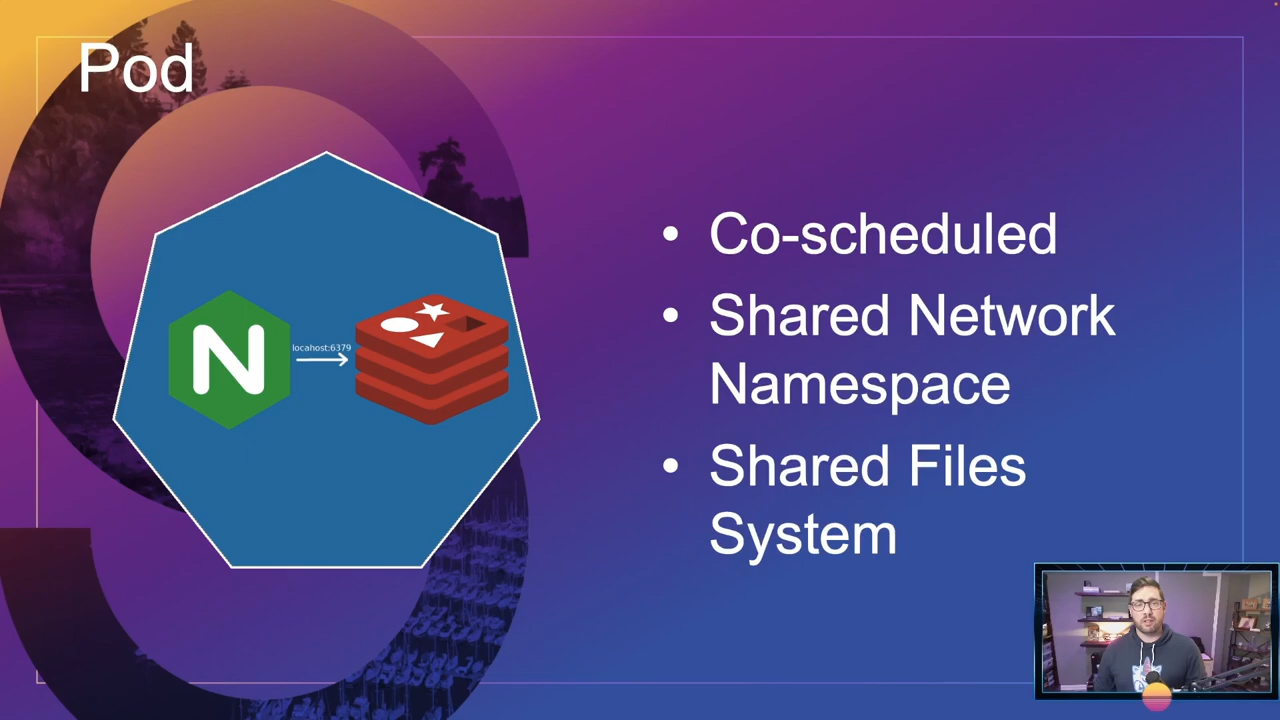 Pod
N
locahost:6379
• Co-scheduled
• Shared Network
Namespace
• Shared Files
System